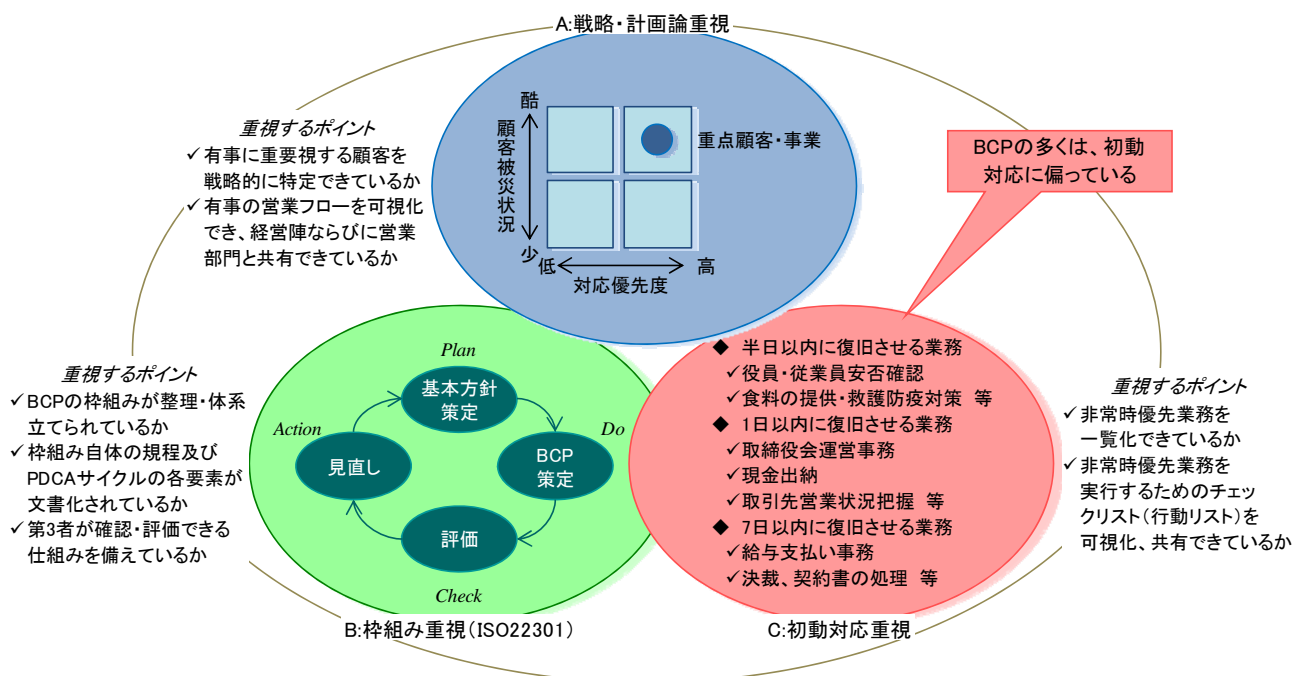 A:戦略・計画論重視
重視するポイント
✓有事に重要視する顧客を
戦略的に特定できているか
✓有事の営業フローを可視化
でき、経営陣ならびに営業
部門と共有できているか
酷
顧客被災状況
少
低
対応優先度
高
重点顧客・事業
BCPの多くは、初動
対応に偏っている
重視するポイント
✓BCPの枠組みが整理・体系
立てられているか
✓枠組み自体の規程及び
PDCAサイクルの各要素が
文書化されているか
✓第3者が確認・評価できる
仕組みを備えているか
Plan
基本方針
策定
Do
BCP
策定
Check
評価
Action
見直し
B:枠組み重視(ISO22301)
◆ 半日以内に復旧させる業務
✓役員・従業員安否確認
✓食料の提供・救護防疫対策 等
◆ 1日以内に復旧させる業務
✓取締役会運営事務
✓現金出納
✓取引先営業状況把握 等
◆ 7日以内に復旧させる業務
✓給与支払い事務
✓決裁、契約書の処理 等
C:初動対応重視
重視するポイント
✓非常時優先業務を
一覧化できているか
✓非常時優先業務を
実行するためのチェッ
クリスト(行動リスト)を
可視化、共有できているか